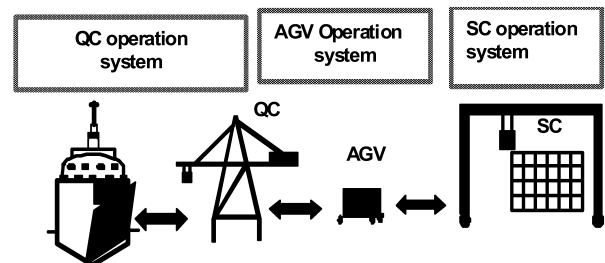 QC operation
system
AGV Operation
system
SC operation
system
QC
AGV
SC